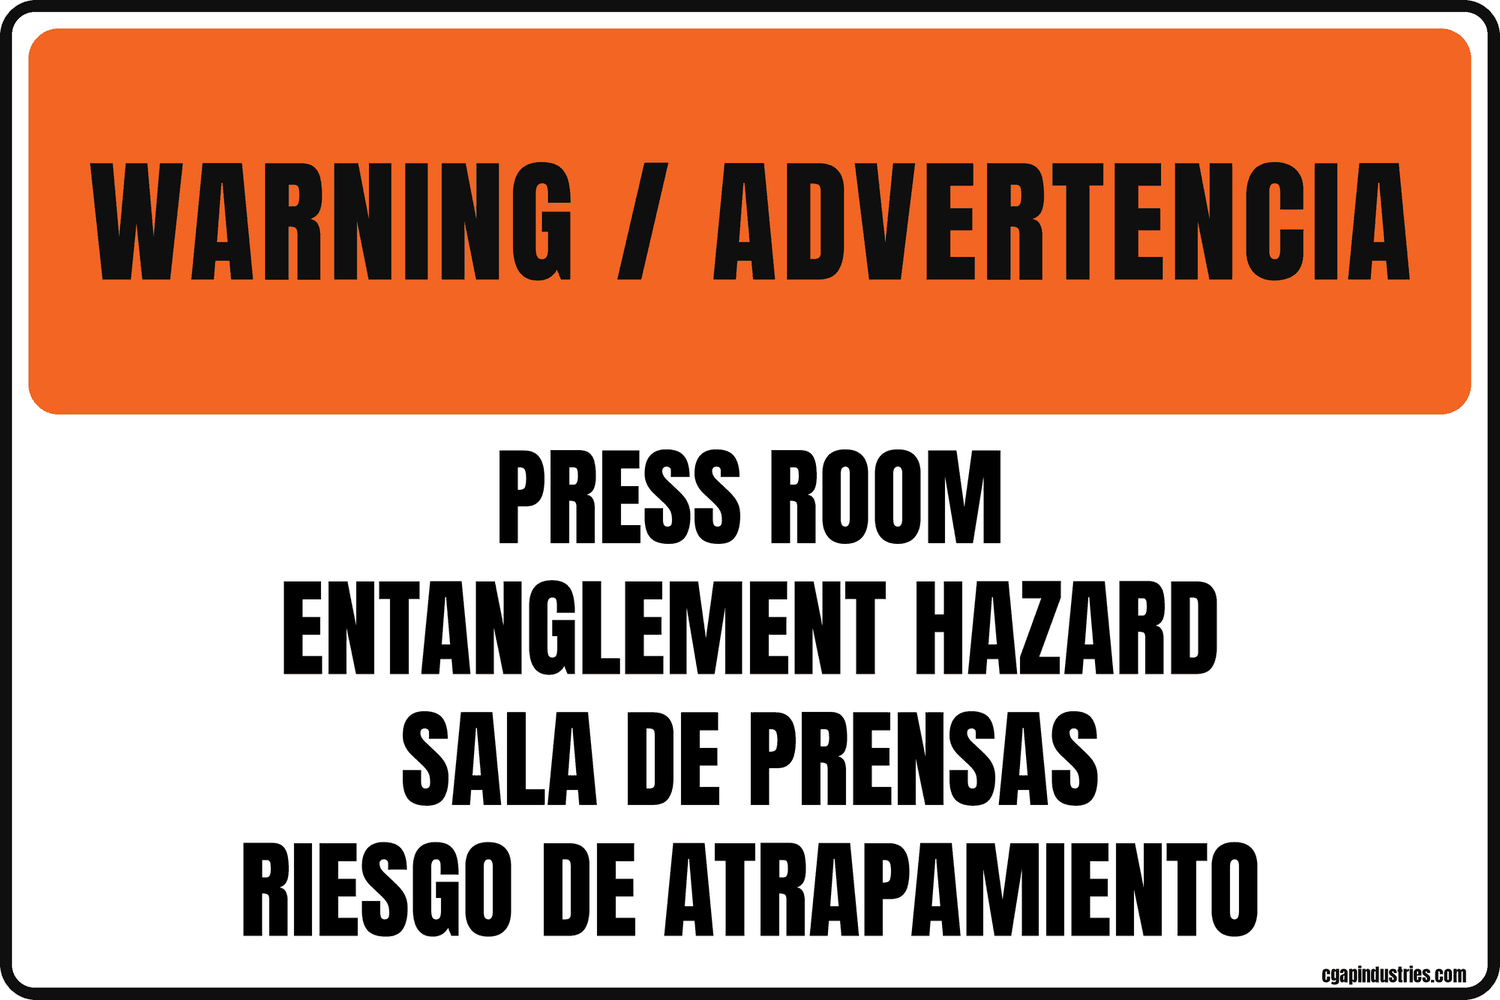 WARNING / ADVERTENCIA
PRESS ROOM
ENTANGLEMENT HAZARD
SALA DE PRENSAS
RIESGO DE ATRAPAMIENTO
cgapindustries.com